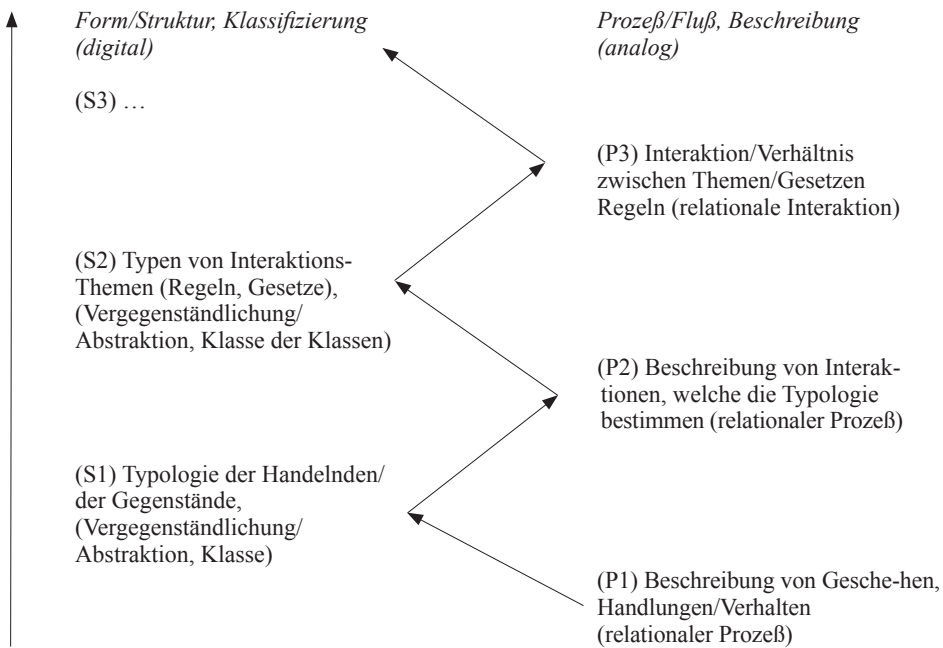 Form/Struktur, Klassifizierung
(digital)
Prozeß/Fluß, Beschreibung
(analog)
(S3) …
(P3) Interaktion/Verhältnis
zwischen Themen/Gesetzen
Regeln (relationale Interaktion)
(S2) Typen von Interaktions-
Themen (Regeln, Gesetze),
(Vergegenständlichung/
Abstraktion, Klasse der Klassen)
(P2) Beschreibung von Interak-
tionen, welche die Typologie
bestimmen (relationaler Prozeß)
(S1) Typologie der Handelnden/
der Gegenstände,
(Vergegenständlichung/
Abstraktion, Klasse)
(P1) Beschreibung von Gesche-hen,
Handlungen/Verhalten
(relationaler Prozeß)